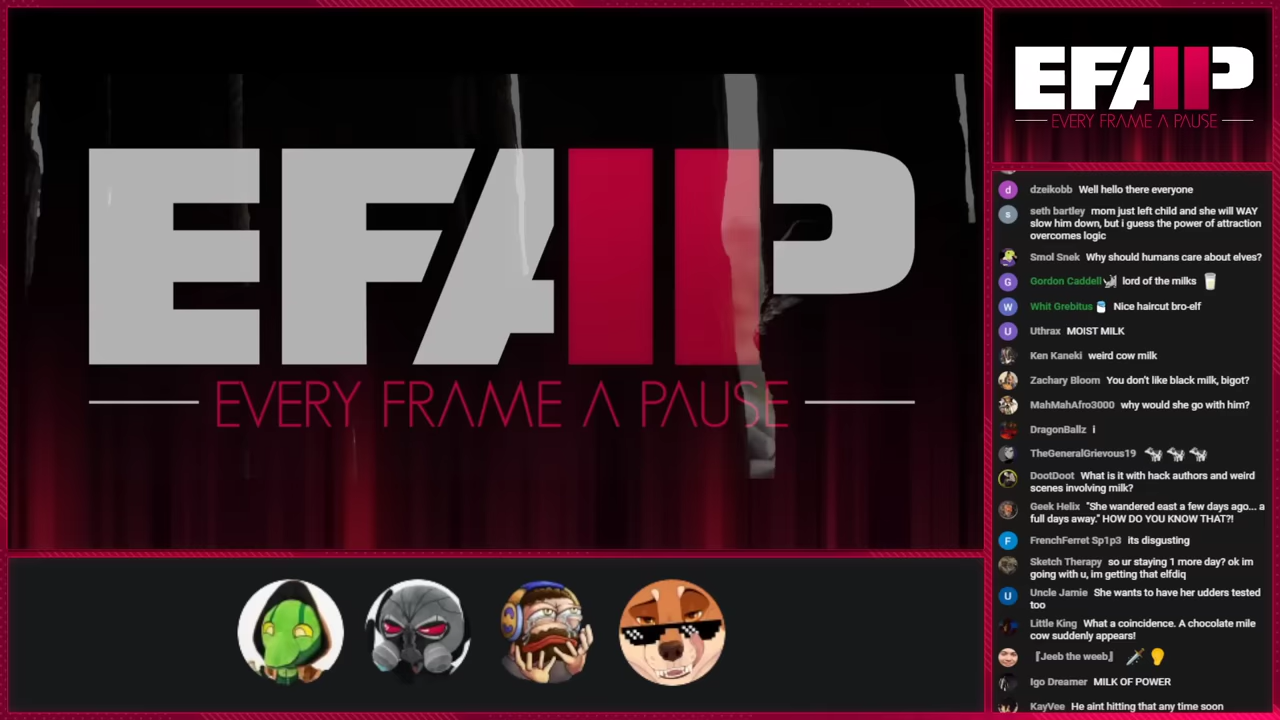 EFAP
EVERY FRAME A PAUSE
EFAP
EVERY FRAME A PAUSE
d
dzeikobb Well hello there everyone
s
seth bartley mom just left child and she will WAY
slow him down, but i guess the power of attraction
overcomes logic
Smol Snek Why should humans care about elves?
G
Gordon Caddell lord of the milks 🥛
W
Whit Grebitus Nice haircut bro-elf
U
Uthrax MOIST MILK
Ken Kaneki weird cow milk
Zachary Bloom You don't like black milk, bigot?
MahMahAfro3000 why would she go with him?
DragonBallz i
TheGeneralGrievous19 🐄 🐄 🐄
DootDoot What is it with hack authors and weird
scenes involving milk?
Geek Helix "She wandered east a few days ago... a
full days away." HOW DO YOU KNOW THAT?!
F
FrenchFerret Sp1p3 its disgusting
Sketch Therapy so ur staying 1 more day? ok im
going with u, im getting that elfdiq
U
Uncle Jamie She wants to have her udders tested
too
Little King What a coincidence. A chocolate mile
cow suddenly appears!
『Jeeb the weeb』 🗡️ 👂
Igo Dreamer MILK OF POWER
KayVee He aint hitting that any time soon